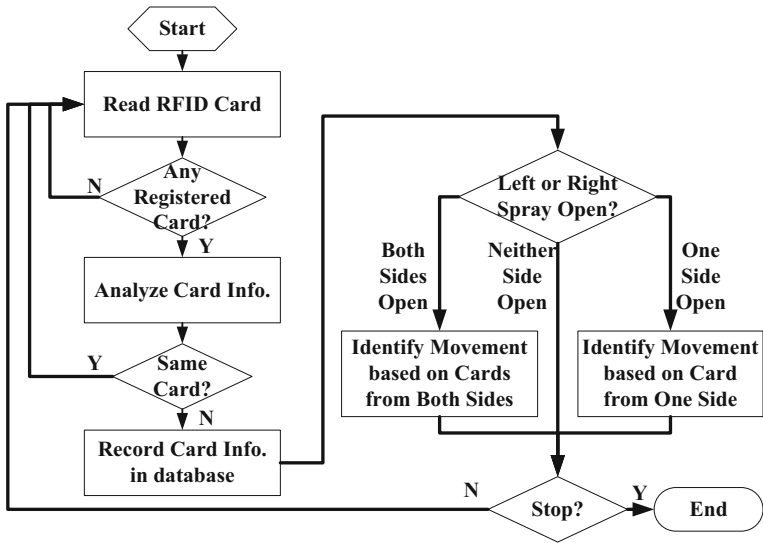 Start
Read RFID Card
Any
Registered
Card?
N
Y
Analyze Card Info.
Same
Card?
Y
N
Record Card Info.
in database
Left or Right
Spray Open?
Both
Sides
Open
Neither
Side
Open
One
Side
Open
Identify Movement
based on Cards
from Both Sides
Identify Movement
based on Card
from One Side
Stop?
N
Y
End